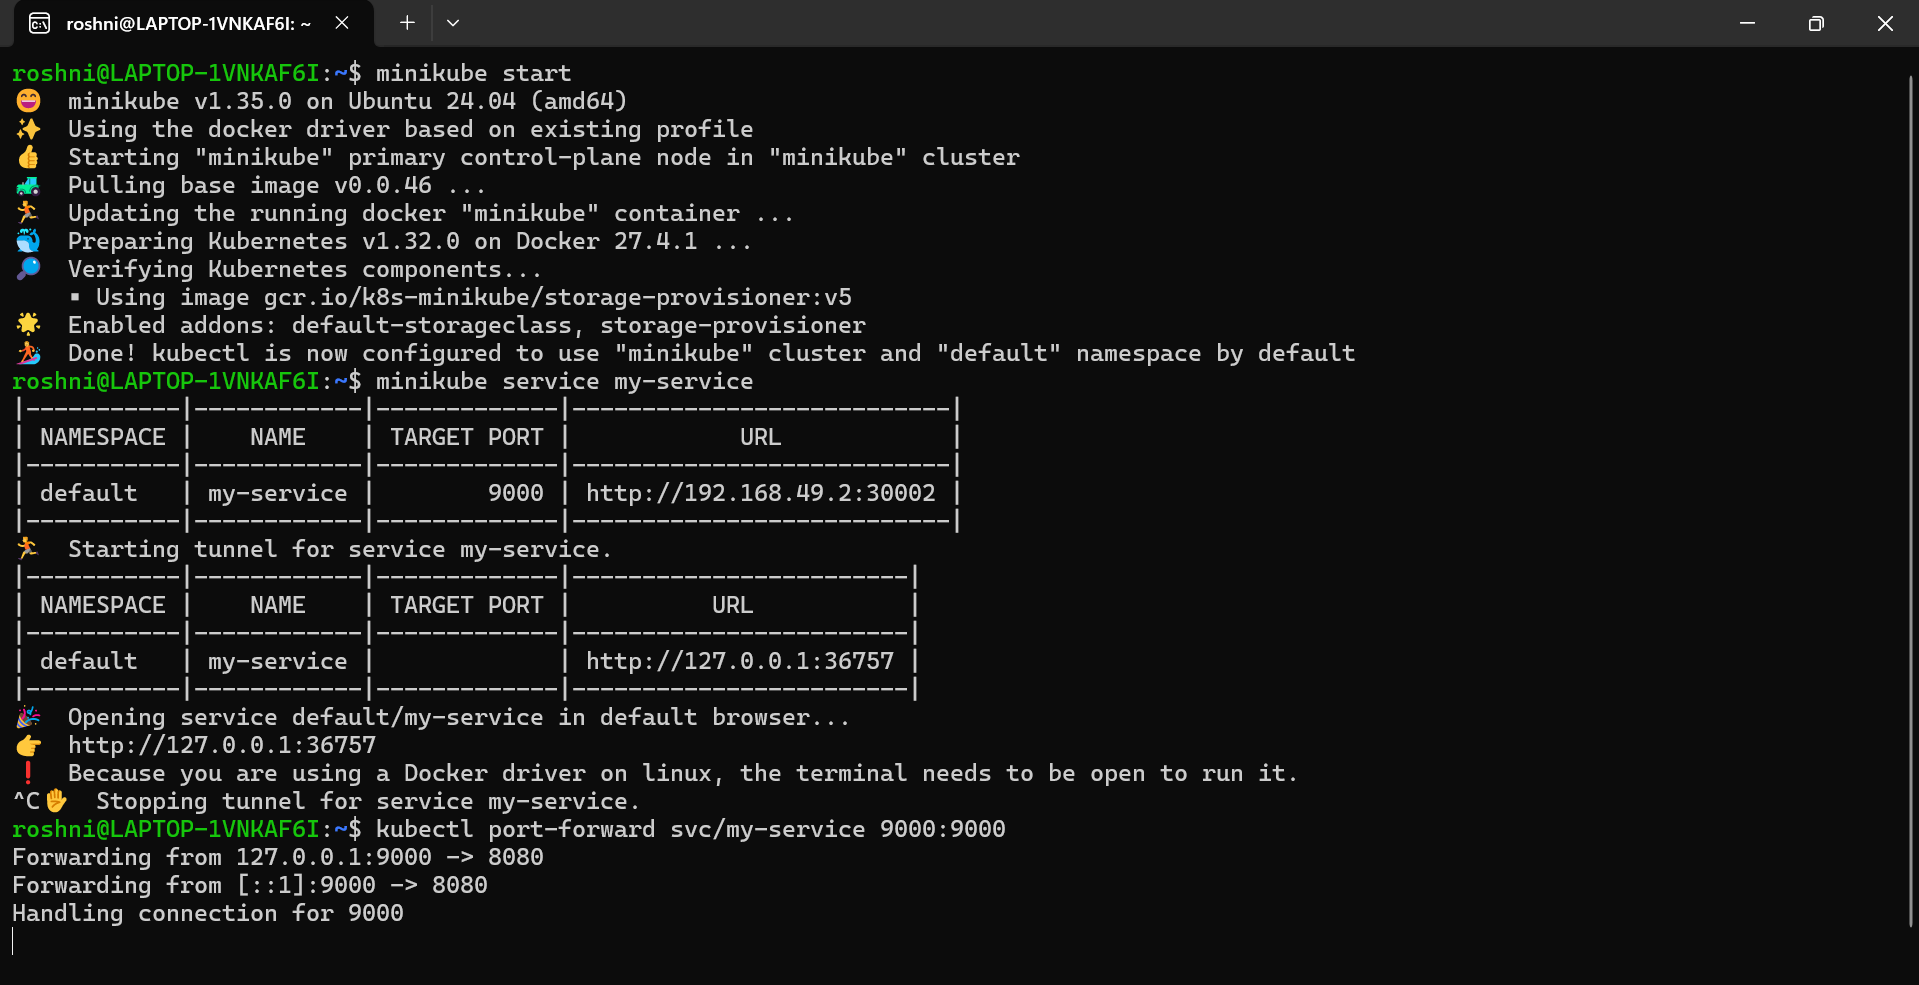 roshni@LAPTOP-1VNKAF6I: ~
roshni@LAPTOP-1VNKAF6I:~$ minikube start
😄  minikube v1.35.0 on Ubuntu 24.04 (amd64)
✨  Using the docker driver based on existing profile
👍  Starting "minikube" primary control-plane node in "minikube" cluster
🚜  Pulling base image v0.0.46 ...
🏃  Updating the running docker "minikube" container ...
🐳  Preparing Kubernetes v1.32.0 on Docker 27.4.1 ...
🔎  Verifying Kubernetes components...
    ▪ Using image gcr.io/k8s-minikube/storage-provisioner:v5
🌟  Enabled addons: default-storageclass, storage-provisioner
🏄  Done! kubectl is now configured to use "minikube" cluster and "default" namespace by default
roshni@LAPTOP-1VNKAF6I:~$ minikube service my-service
|-----------|------------|-------------|---------------------------|
| NAMESPACE |    NAME    | TARGET PORT |            URL            |
|-----------|------------|-------------|---------------------------|
| default   | my-service |        9000 | http://192.168.49.2:30002 |
|-----------|------------|-------------|---------------------------|
🏃  Starting tunnel for service my-service.
|-----------|------------|-------------|------------------------|
| NAMESPACE |    NAME    | TARGET PORT |          URL           |
|-----------|------------|-------------|------------------------|
| default   | my-service |             | http://127.0.0.1:36757 |
|-----------|------------|-------------|------------------------|
🎉  Opening service default/my-service in default browser...
👉  http://127.0.0.1:36757
❗  Because you are using a Docker driver on linux, the terminal needs to be open to run it.
^C✋  Stopping tunnel for service my-service.
roshni@LAPTOP-1VNKAF6I:~$ kubectl port-forward svc/my-service 9000:9000
Forwarding from 127.0.0.1:9000 -> 8080
Forwarding from [::1]:9000 -> 8080
Handling connection for 9000